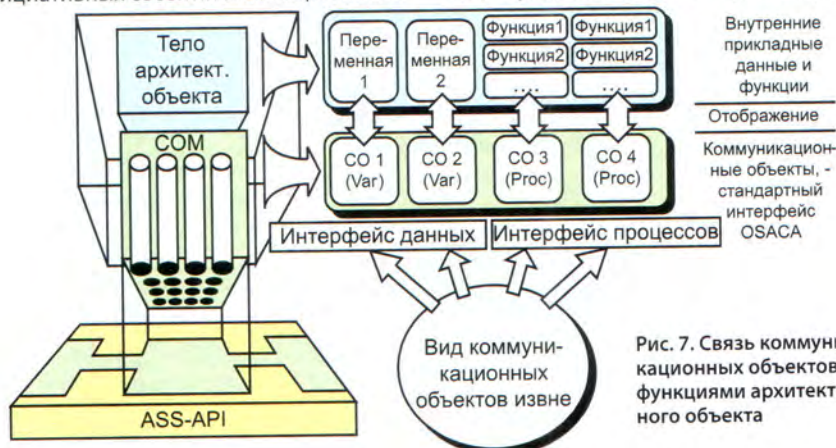 Тело
архитект.
объекта
COM
ASS-API
Пере-
менная
1
Пере-
менная
2
Функция1
Функция2
....
Функция1
Функция2
....
CO 1
(Var)
CO 2
(Var)
CO 3
(Proc)
CO 4
(Proc)
Интерфейс данных
Интерфейс процессов
Вид коммуни-
кационных
объектов извне
Внутренние
прикладные
данные и
функции
Отображение
Коммуникацион-
ные объекты, -
стандартный
интерфейс
OSACA
Рис. 7. Связь коммуни
кационных объектов
функциями архитект
ного объекта